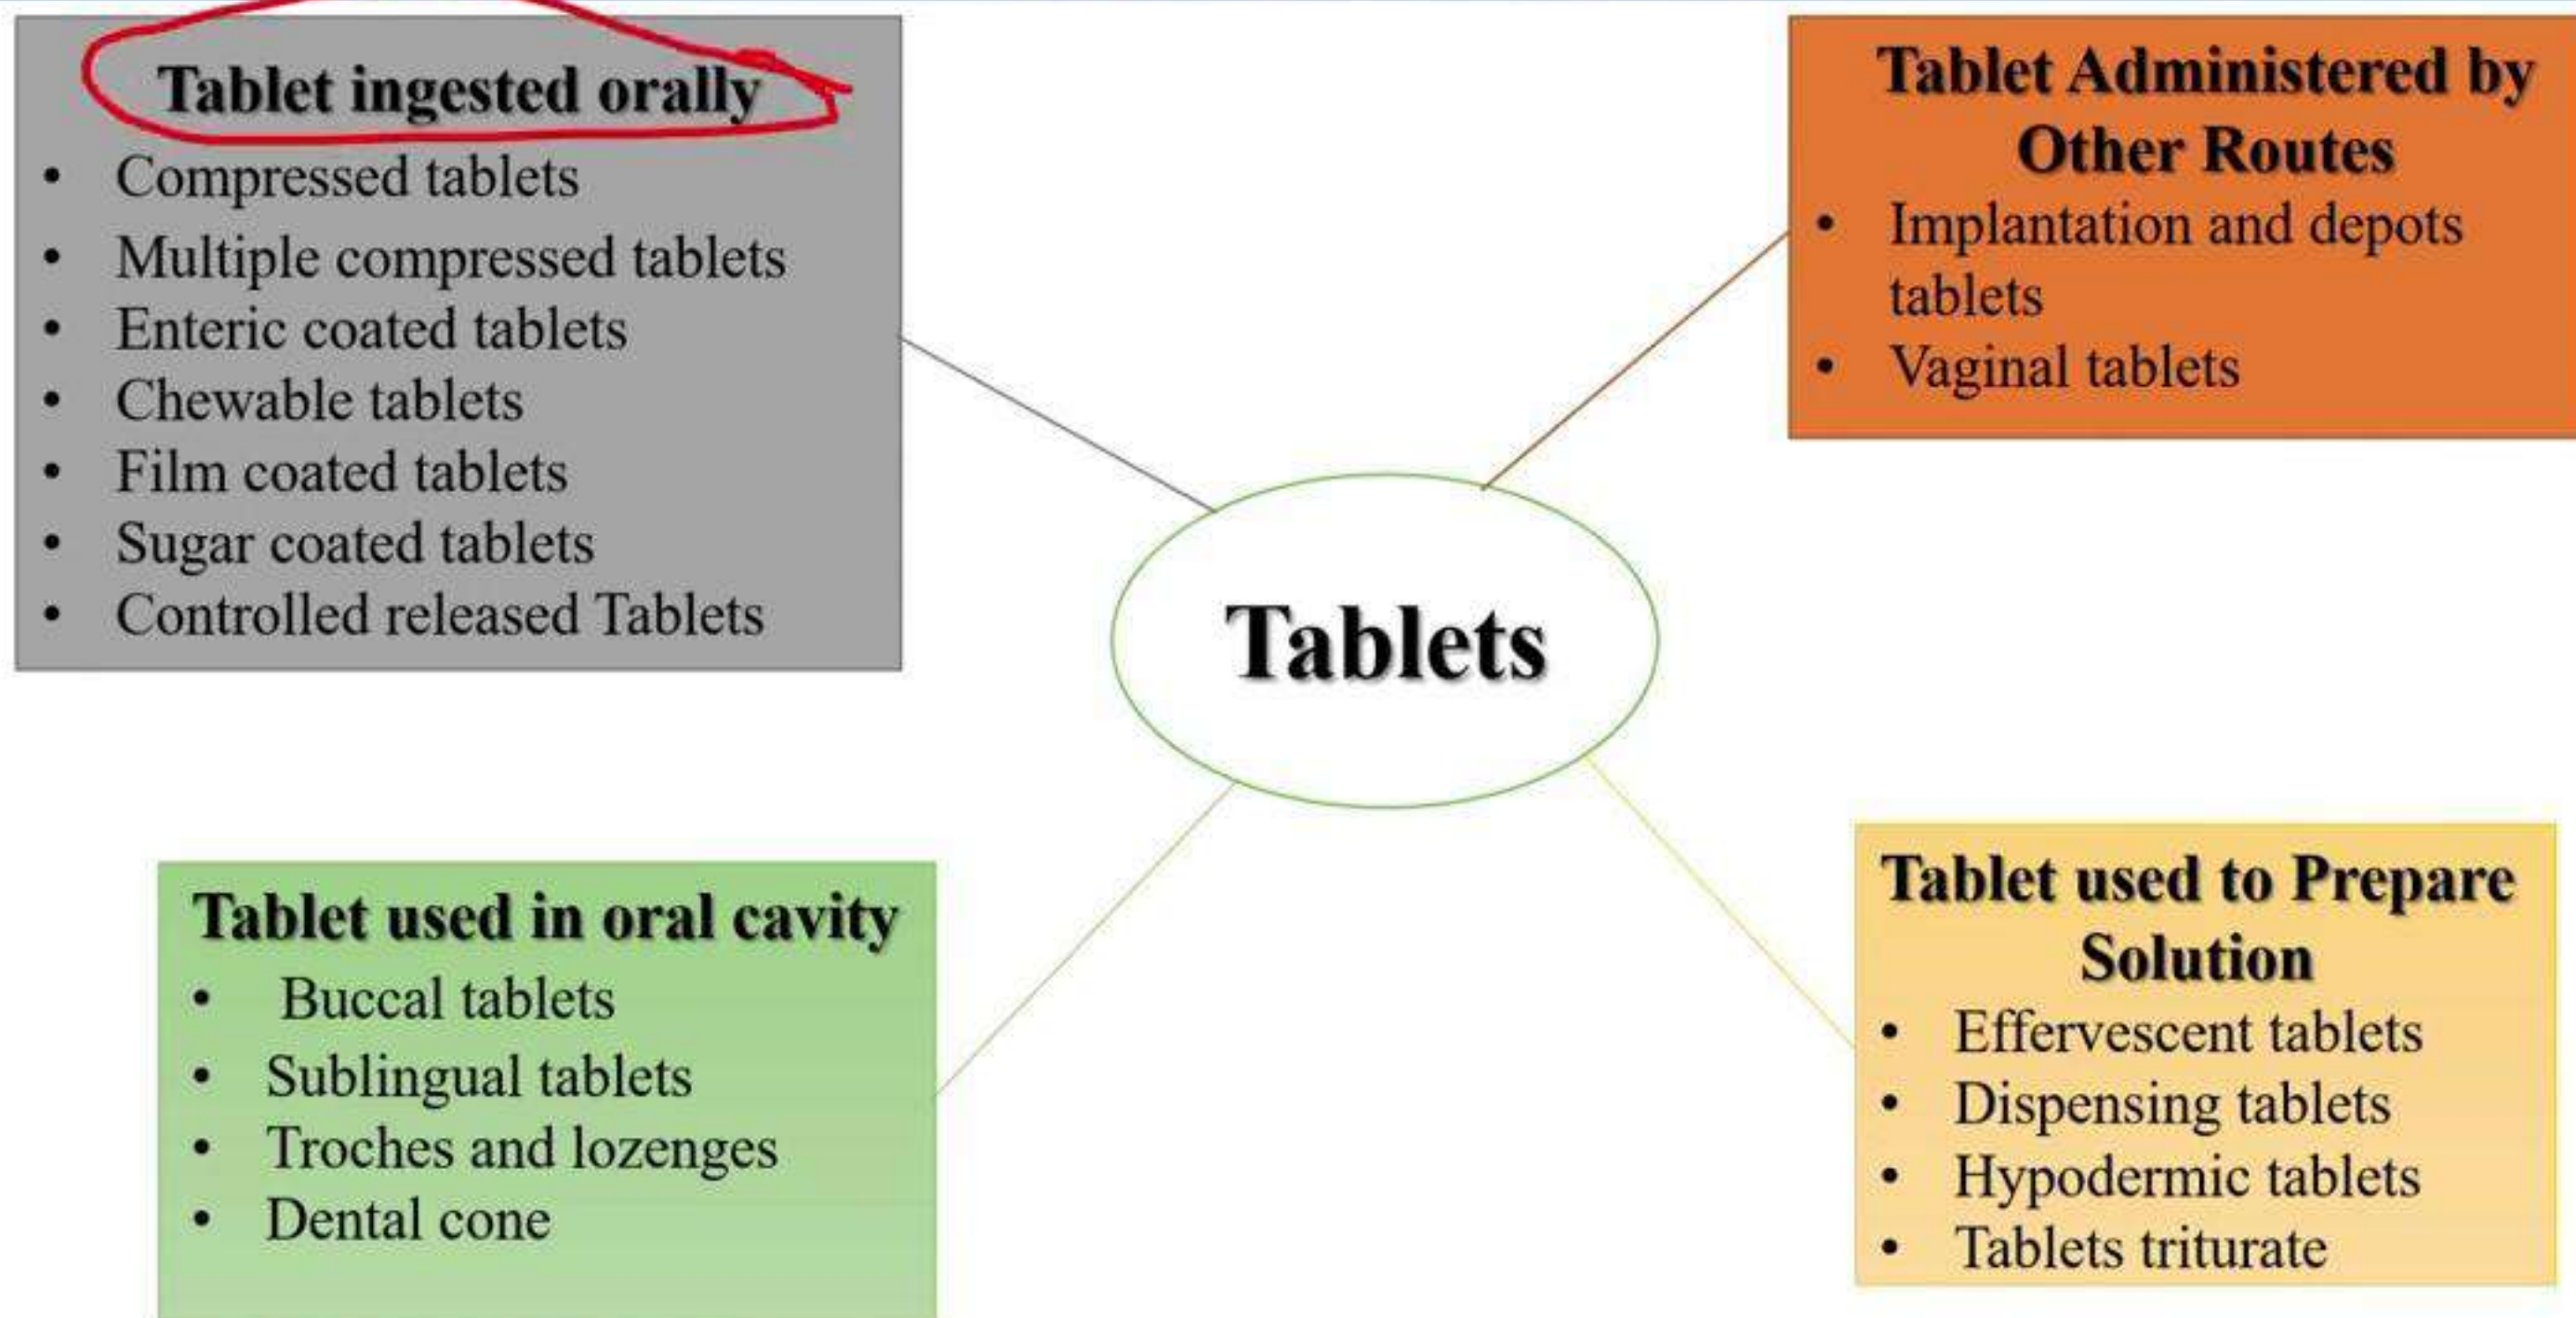 Tablet ingested orally
• Compressed tablets
• Multiple compressed tablets
• Enteric coated tablets
• Chewable tablets
• Film coated tablets
• Sugar coated tablets
• Controlled released Tablets
Tablet Administered by
Other Routes
• Implantation and depots
tablets
• Vaginal tablets
Tablets
Tablet used in oral cavity
• Buccal tablets
• Sublingual tablets
• Troches and lozenges
• Dental cone
Tablet used to Prepare
Solution
• Effervescent tablets
• Dispensing tablets
• Hypodermic tablets
• Tablets triturate